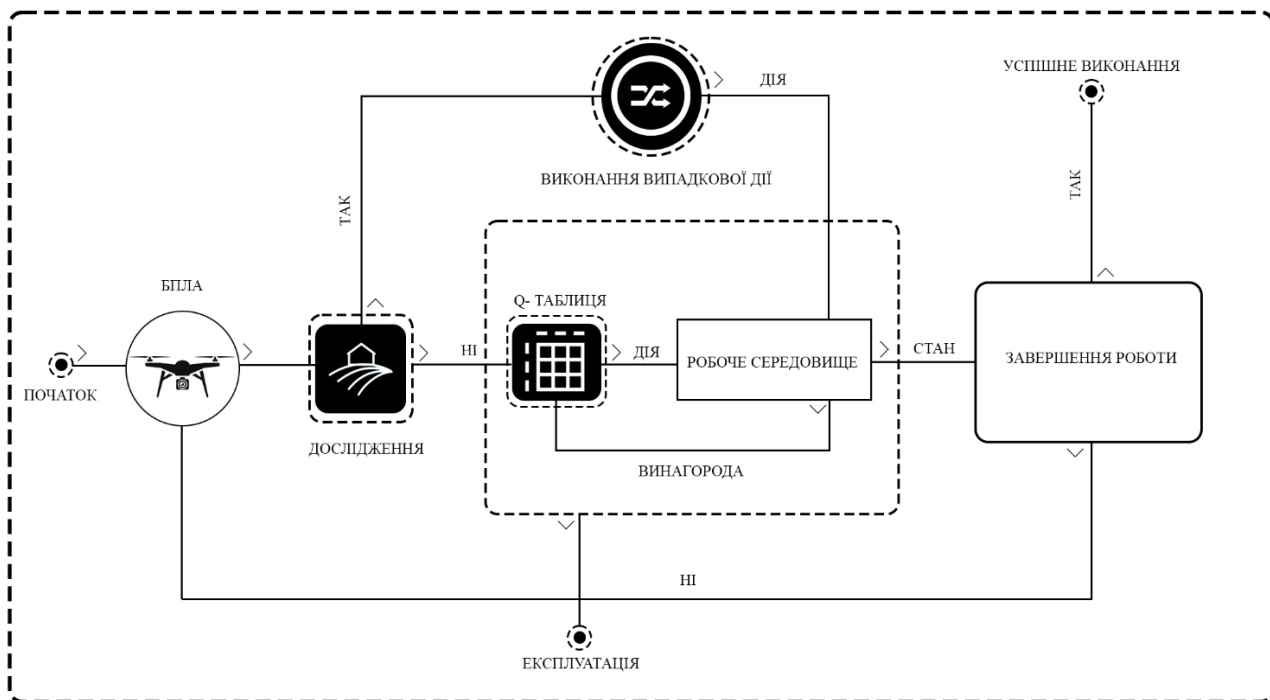 УСПІШНЕ ВИКОНАННЯ
ДІЯ
ВИКОНАННЯ ВИПАДКОВОЇ ДІЇ
ТАК
ТАК
БПЛА
Q- ТАБЛИЦЯ
НІ
ДІЯ
РОБОЧЕ СЕРЕДОВИЩЕ
СТАН
ЗАВЕРШЕННЯ РОБОТИ
ПОЧАТОК
ДОСЛІДЖЕННЯ
ВИНАГОРОДА
НІ
ЕКСПЛУАТАЦІЯ